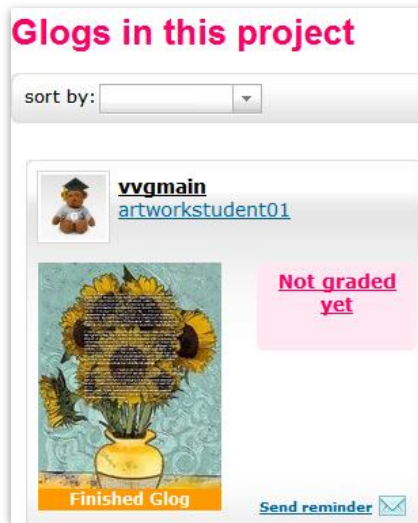 Glogs in this project
sort by:
vvgmain
artworkstudent01
Not graded
yet
Finished Glog
Send reminder